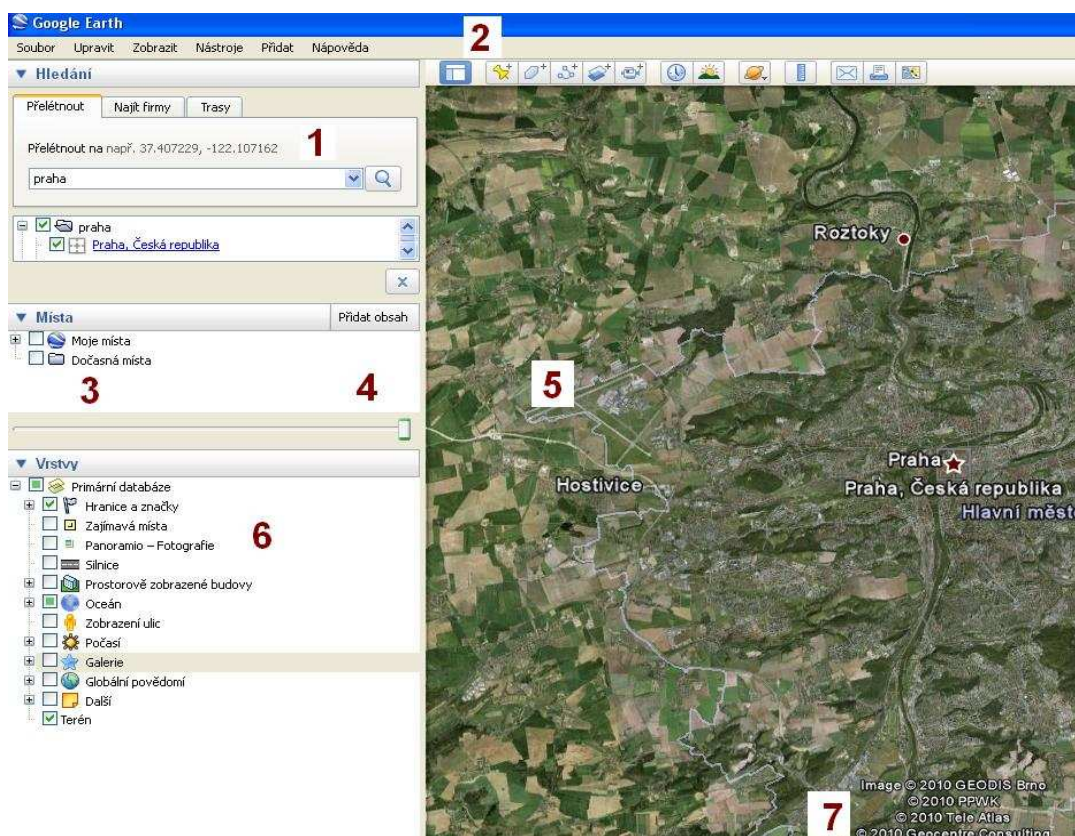 Google Earth
Soubor Upravit Zobrazit Nástroje Přidat Nápověda
2
Hledání
Přelétnout Najít firmy Trasy
1
Přelétnout na např. 37.407229, -122.107162
praha
praha
Praha, Česká republika
Místa Přidat obsah
Moje místa
Dočasná místa
3 4
Vrstvy
Primární databáze
Hranice a značky
Zajímavá místa
6
Panoramio – Fotografie
Silnice
Prostorově zobrazené budovy
Oceán
Zobrazení ulic
Počasí
Galerie
Globální povědomí
Další
Terén
Roztoky
5
Praha
Hostivice
Praha, Česká republika
Hlavní měst
7
Image © 2010 GEODIS Brno
© 2010 PPWK
© 2010 Tele Atlas
© 2010 Geocentre Consulting